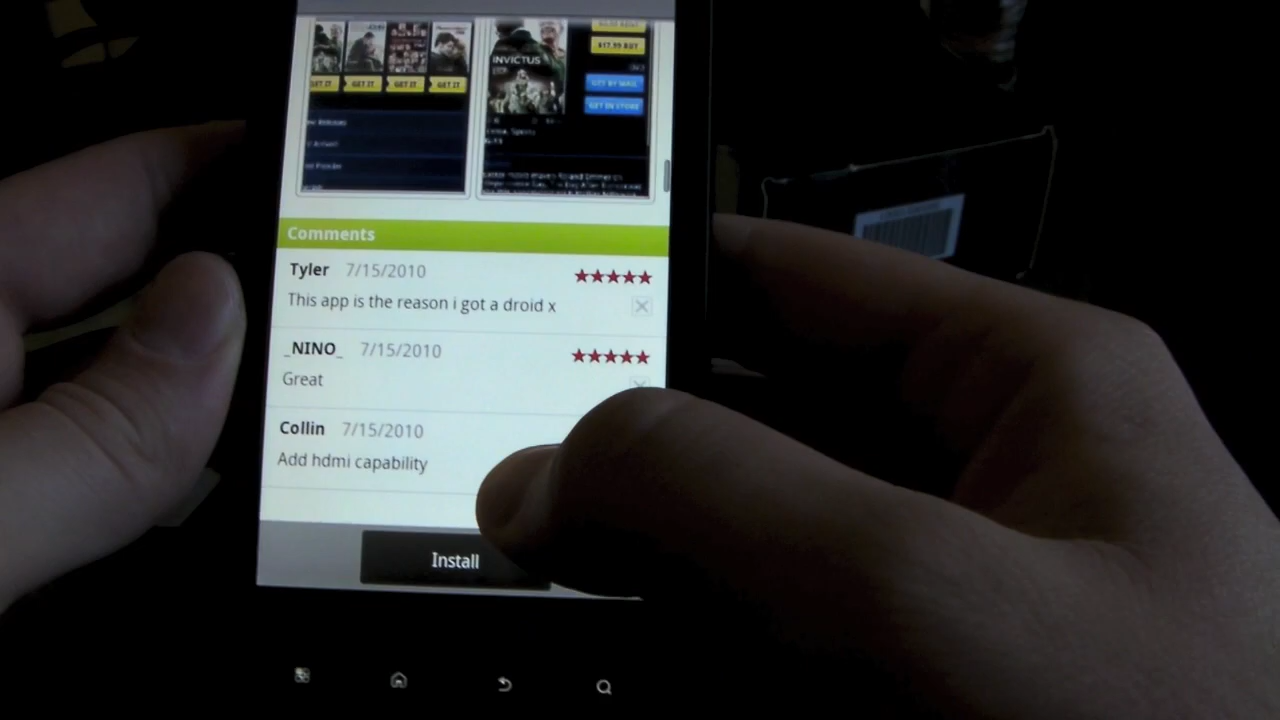 GET IT GET IT GET IT
INVICTUS
$17.99 BUY
GET BY MAIL
GET IN STORE
Comments
Tyler 7/15/2010
This app is the reason i got a droid x
_NINO_ 7/15/2010
Great
Collin 7/15/2010
Add hdmi capability
Install